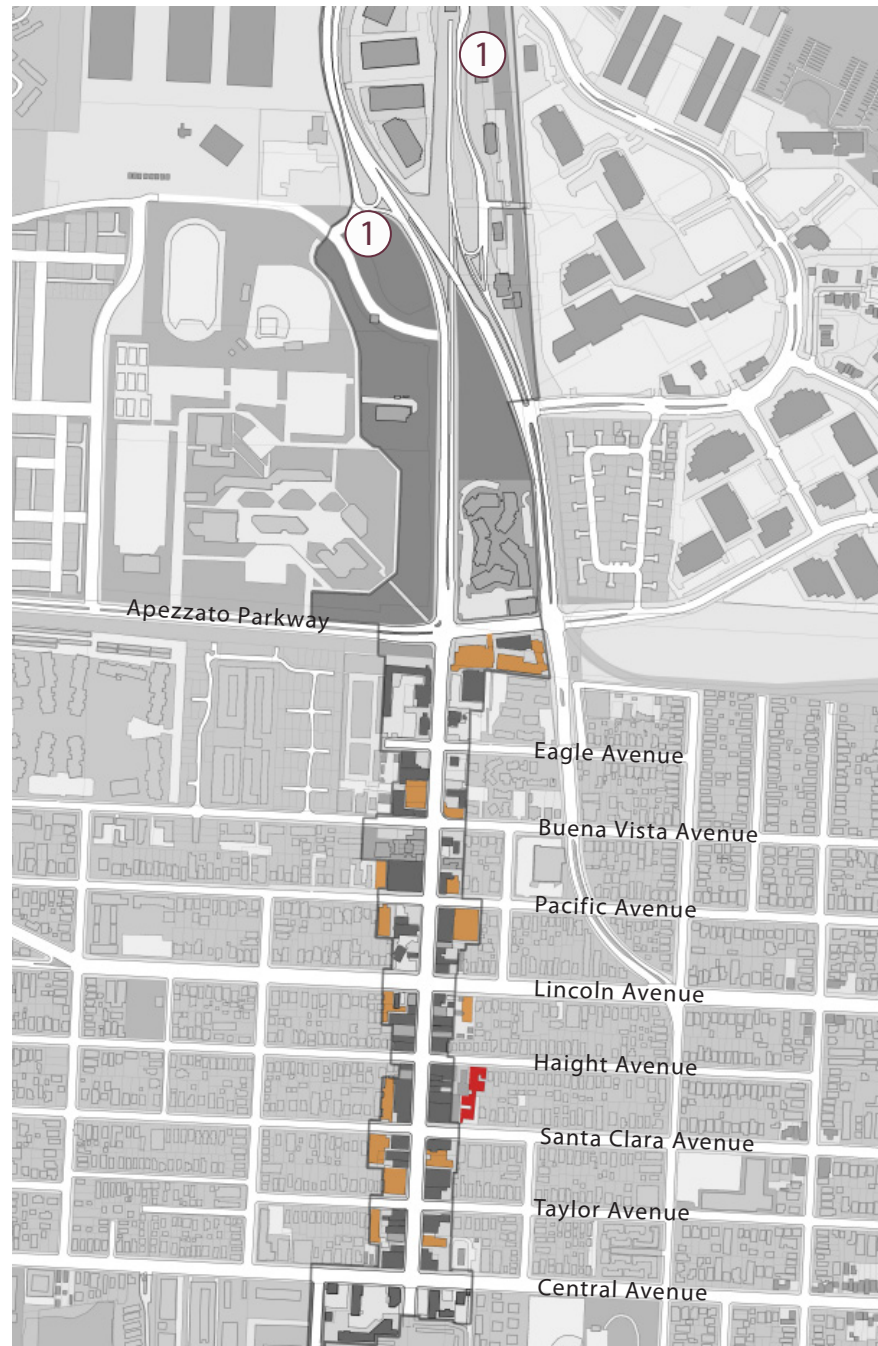 1
1
Apezzato Parkway
Eagle Avenue
Buena Vista Avenue
Pacific Avenue
Lincoln Avenue
Haight Avenue
Santa Clara Avenue
Taylor Avenue
Central Avenue